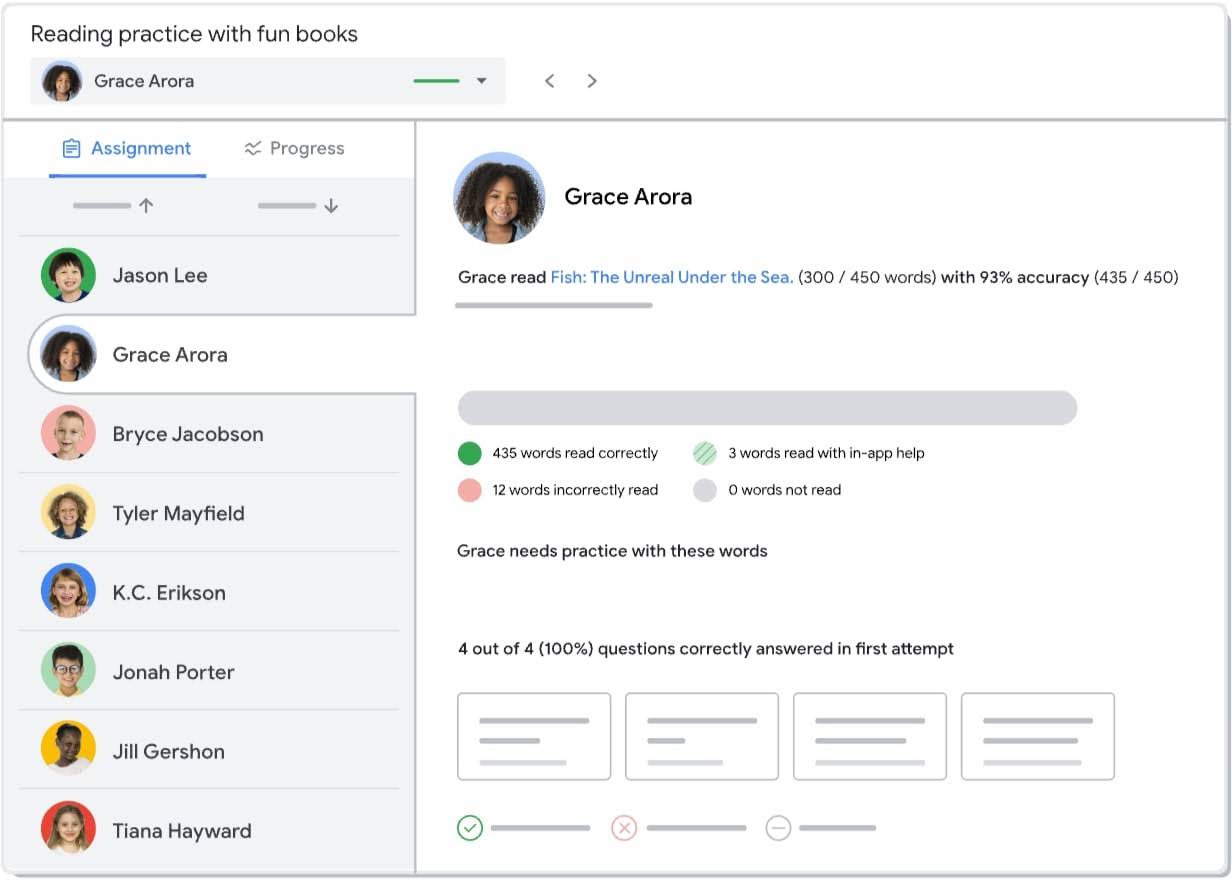 Reading practice with fun books
Grace Arora
Assignment
Progress
Jason Lee
Grace Arora
Bryce Jacobson
Tyler Mayfield
K.C. Erikson
Jonah Porter
Jill Gershon
Tiana Hayward
Grace Arora
Grace read Fish: The Unreal Under the Sea. (300 / 450 words) with 93% accuracy (435 / 450)
435 words read correctly
3 words read with in-app help
12 words incorrectly read
0 words not read
Grace needs practice with these words
4 out of 4 (100%) questions correctly answered in first attempt